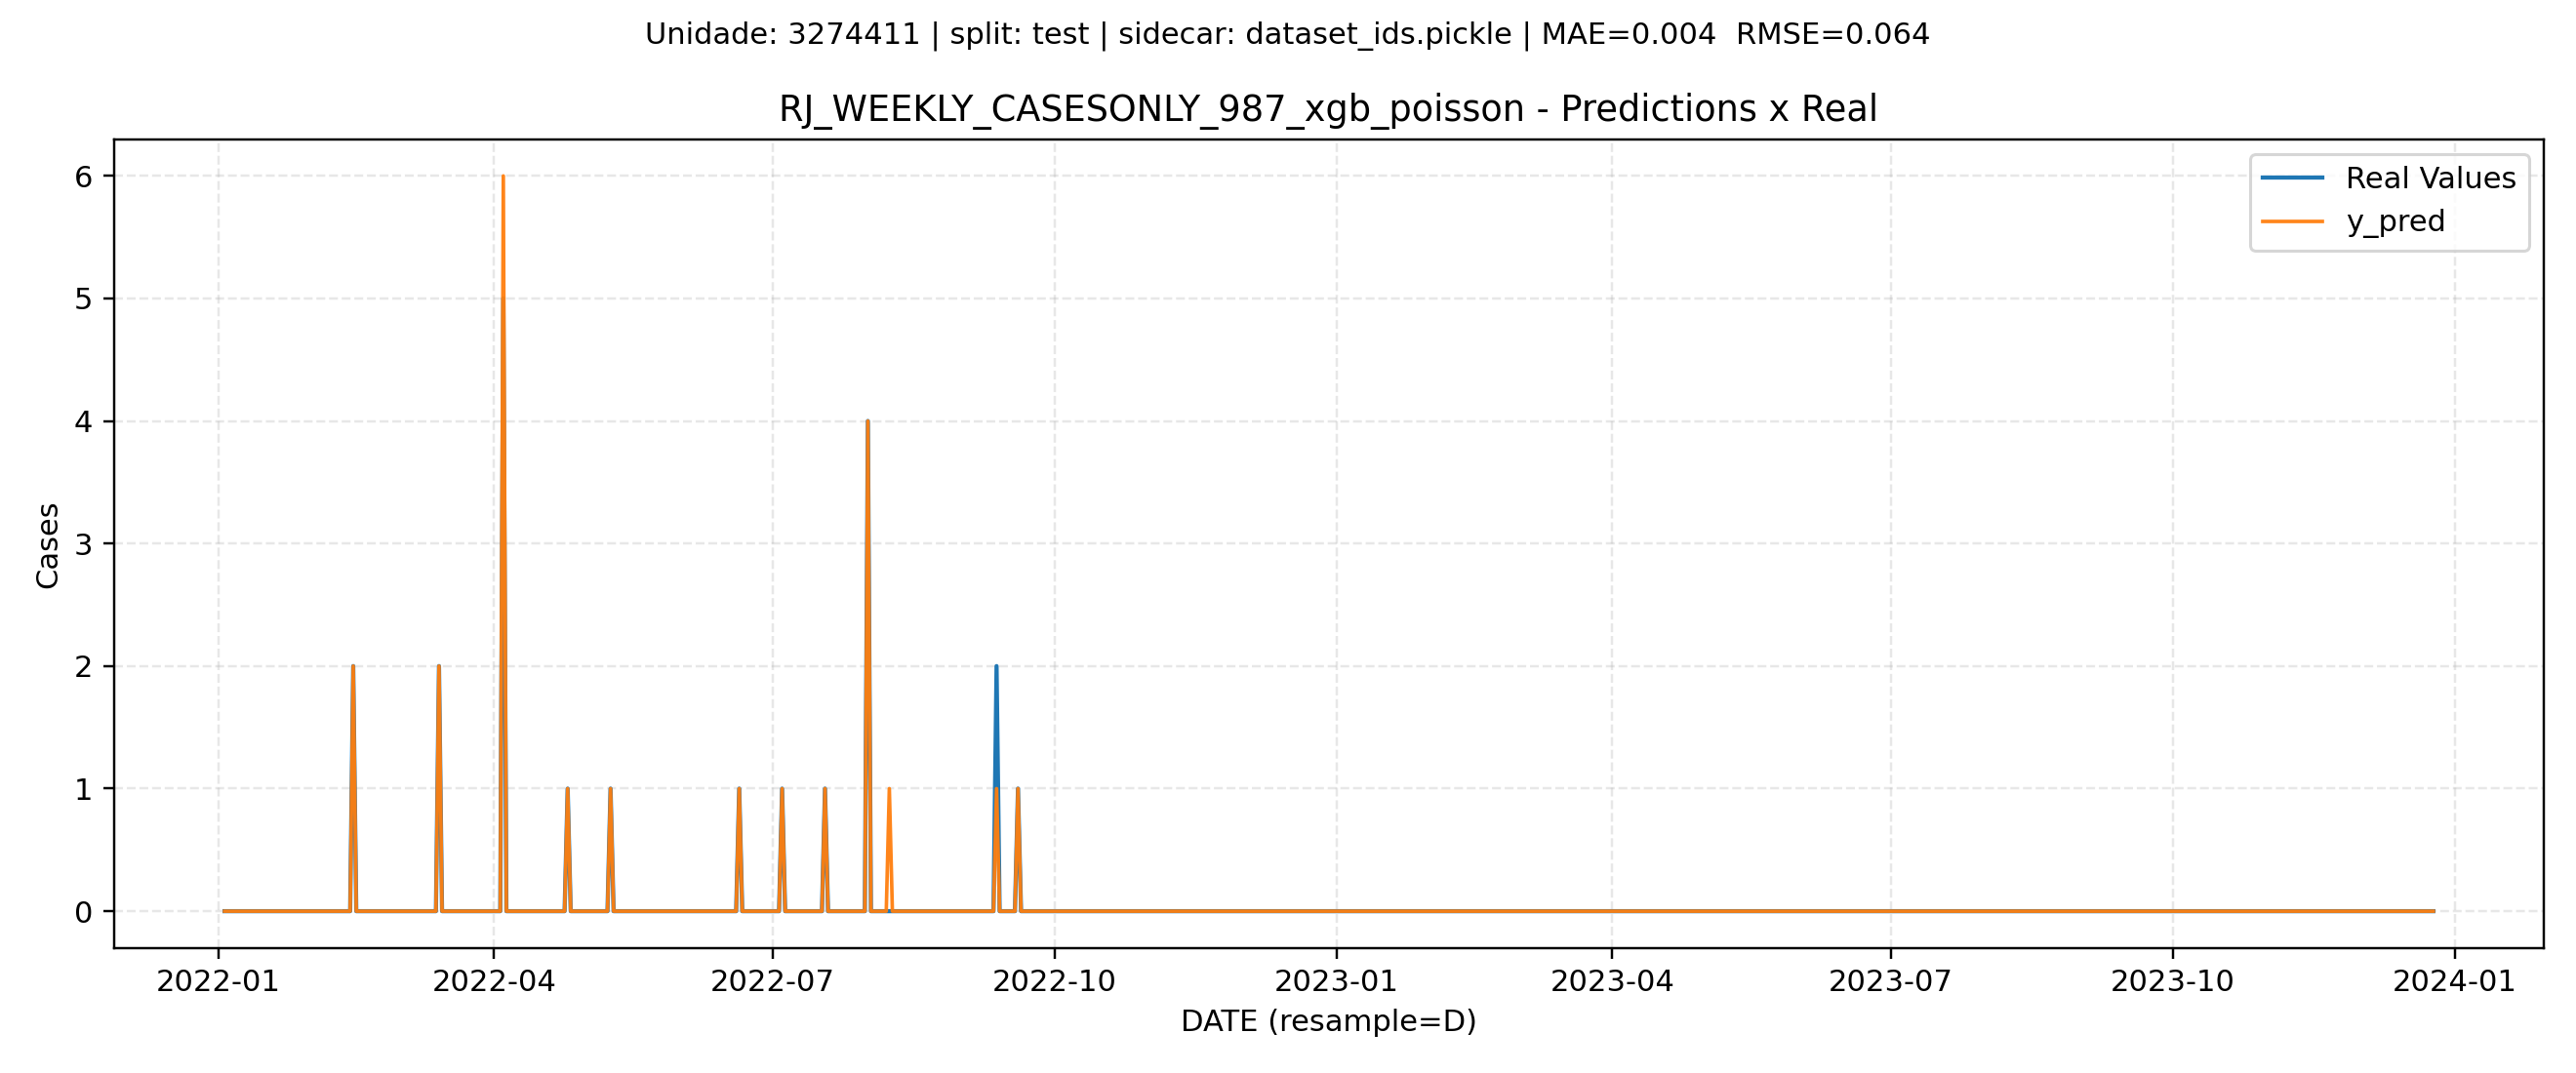 Unidade: 3274411 | split: test | sidecar: dataset_ids.pickle | MAE=0.004  RMSE=0.064
RJ_WEEKLY_CASESONLY_987_xgb_poisson - Predictions x Real
Real Values
y_pred
6
5
4
3
2
1
0
Cases
2022-01
2022-04
2022-07
2022-10
2023-01
2023-04
2023-07
2023-10
2024-01
DATE (resample=D)